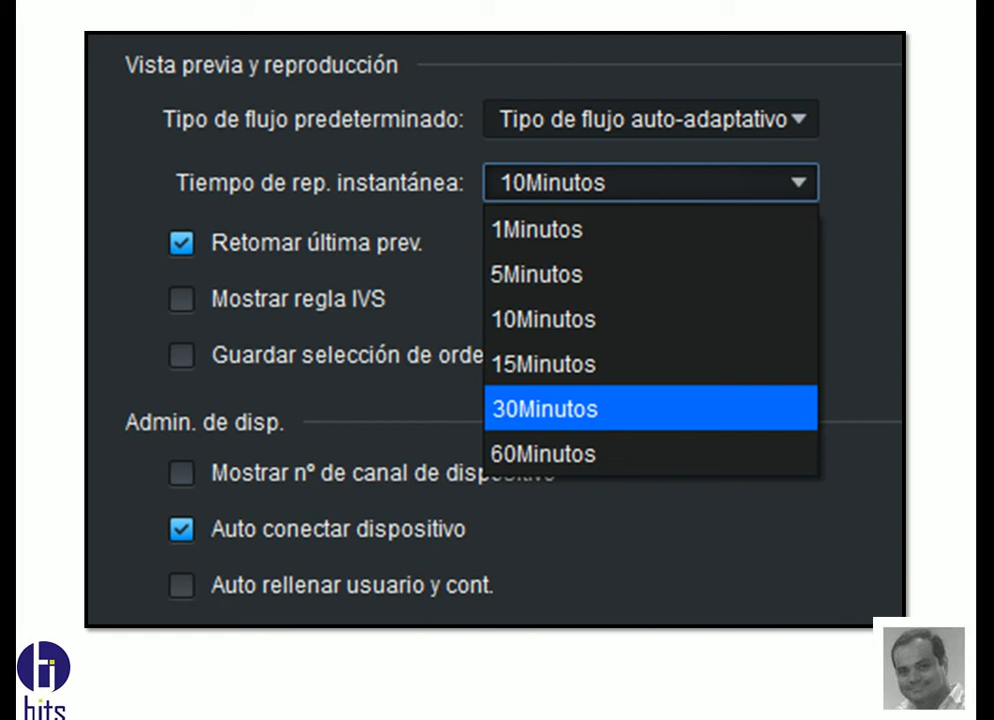 Vista previa y reproducción
Tipo de flujo predeterminado: Tipo de flujo auto-adaptativo
Tiempo de rep. instantánea: 10Minutos
1Minutos
Retomar última prev.
5Minutos
Mostrar regla IVS
10Minutos
Guardar selección de orde
15Minutos
30Minutos
Admin. de disp.
60Minutos
Mostrar nº de canal de dispositivo
Auto conectar dispositivo
Auto rellenar usuario y cont.
hits